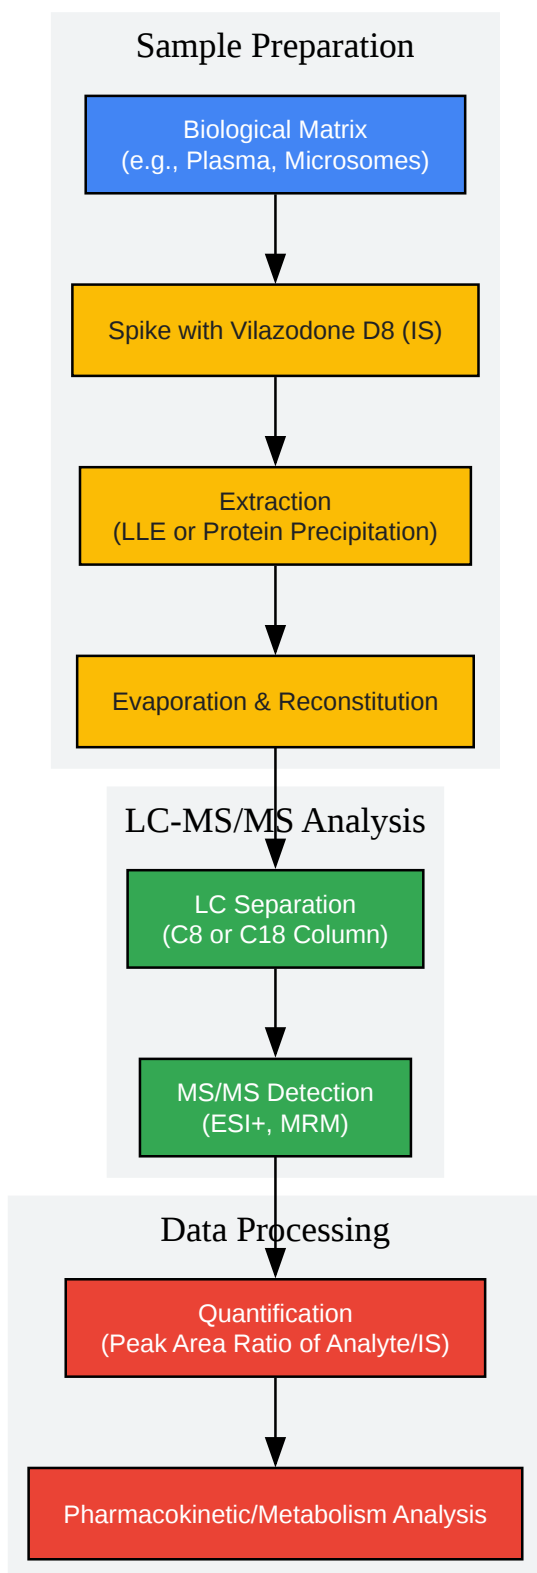 Sample Preparation
Biological Matrix
(e.g., Plasma, Microsomes)
Spike with Vilazodone D8 (IS)
Extraction
(LLE or Protein Precipitation)
Evaporation & Reconstitution
LC-MS/MS Analysis
LC Separation
(C8 or C18 Column)
MS/MS Detection
(ESI+, MRM)
Data Processing
Quantification
(Peak Area Ratio of Analyte/IS)
Pharmacokinetic/Metabolism Analysis